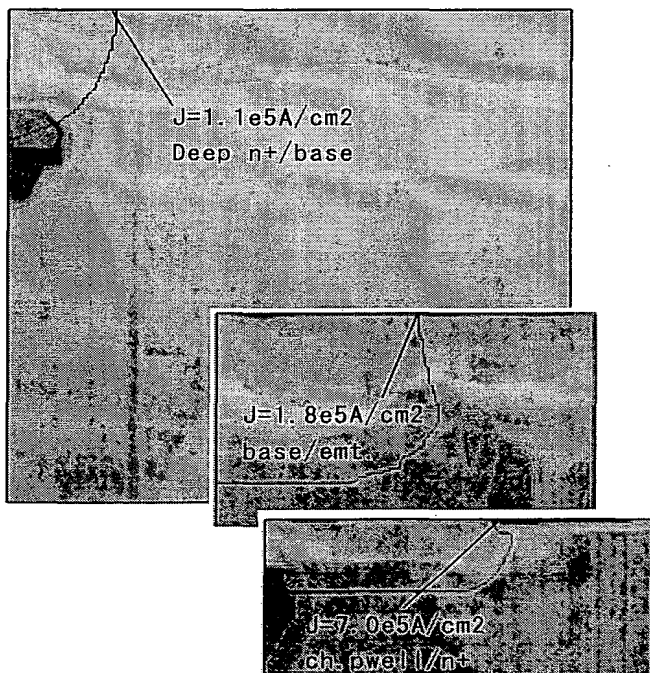 J=1.1e5A/cm2
Deep n+/base
J=1.8e5A/cm2
base/emt.
J=7.0e5A/cm2
ch.pwell/n+